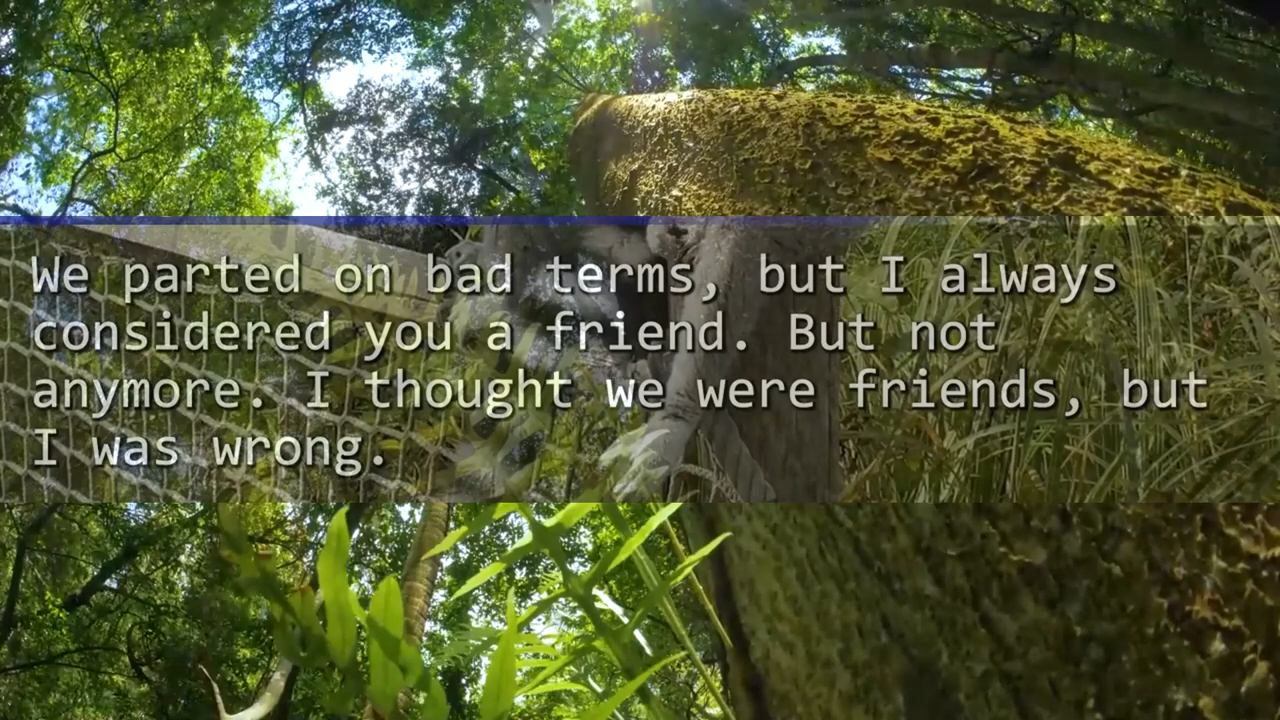 We parted on bad terms, but I always
considered you a friend. But not
anymore. I thought we were friends, but
I was wrong.